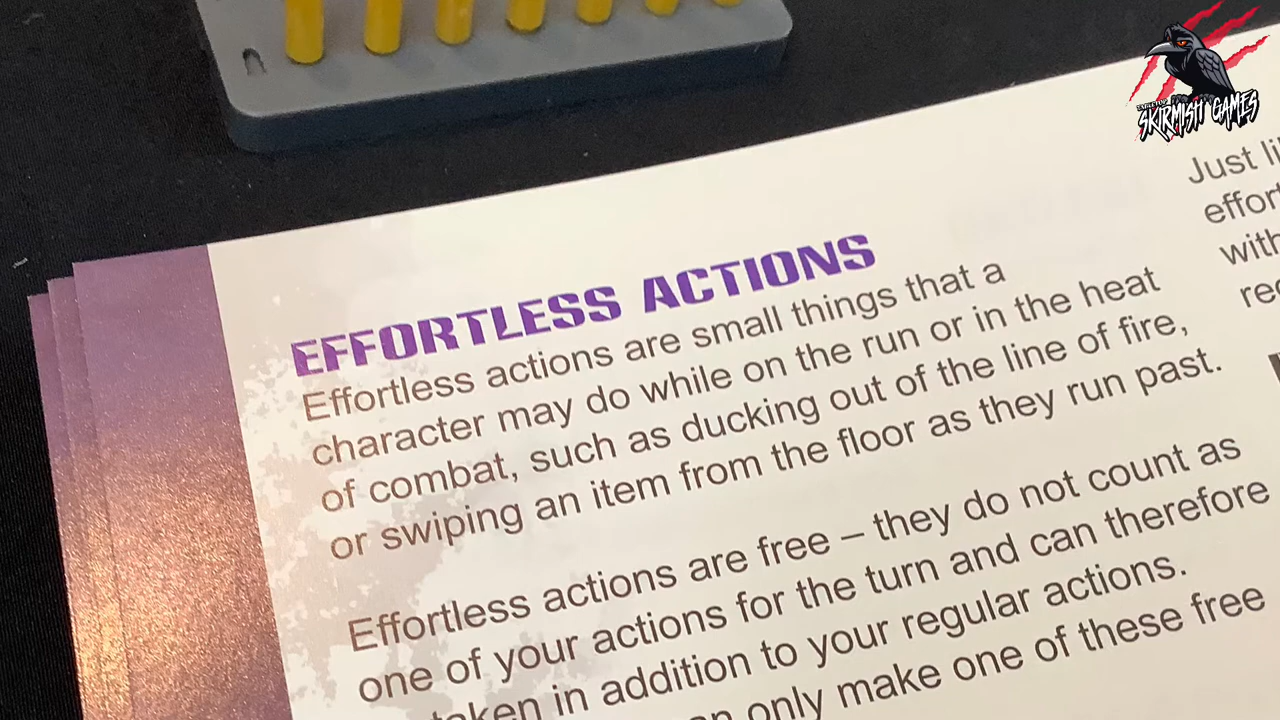 TABLETOP
SKIRMISH GAMES
EFFORTLESS ACTIONS
Effortless actions are small things that a
character may do while on the run or in the heat
of combat, such as ducking out of the line of fire,
or swiping an item from the floor as they run past.
Effortless actions are free – they do not count as
one of your actions for the turn and can therefore
taken in addition to your regular actions.
only make one of these free
Just
with